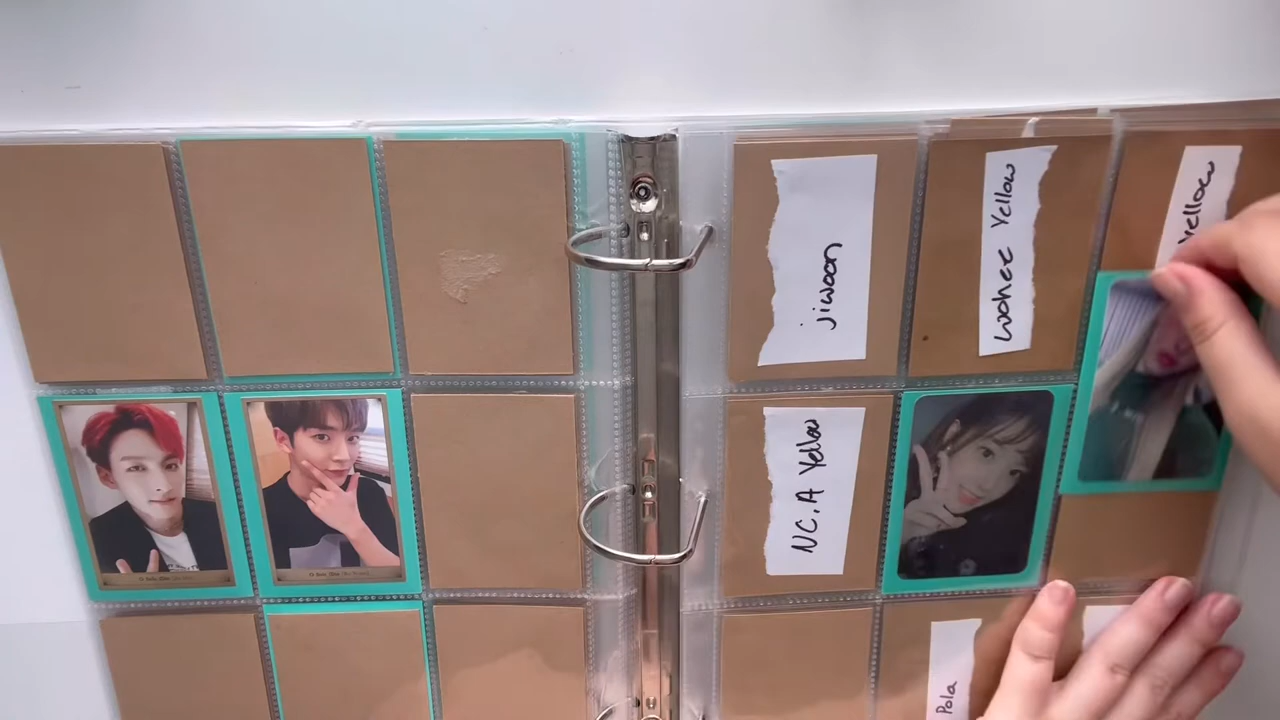 jiwoon
Wohee Yellow
Yellow
NC.A Yellow
Pola